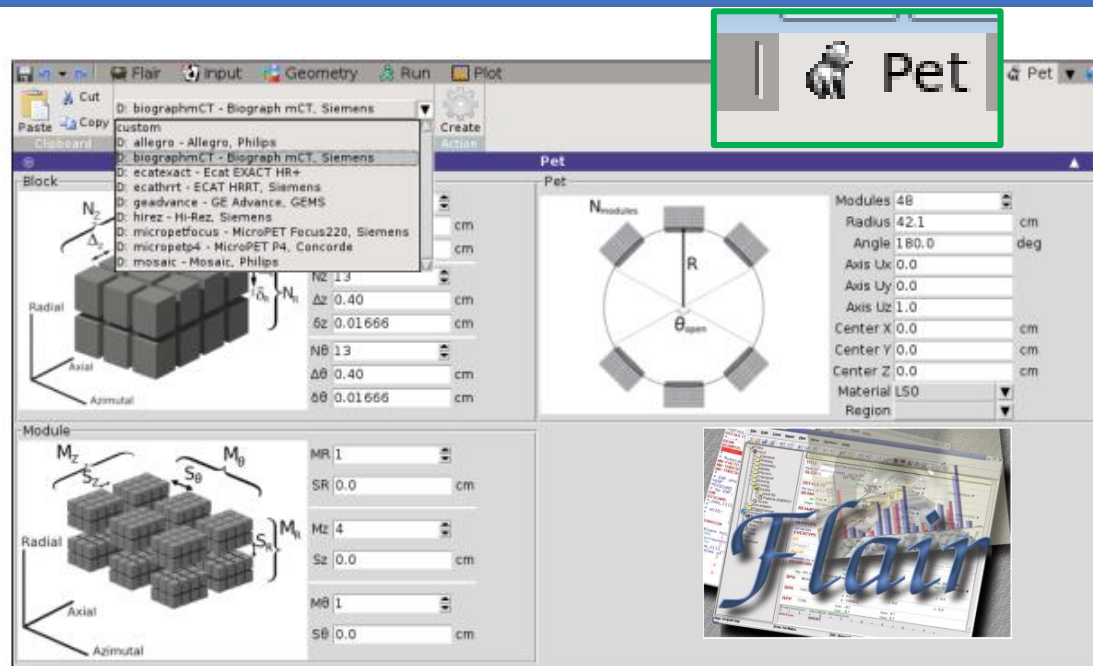 Pet
Flair Input Geometry Run Plot Pet
Cut
Paste Copy
Clipboard
D: biographmCT - Biograph mCT, Siemens
custom
D: allegro - Allegro, Philips
D: biographmCT - Biograph mCT, Siemens
D: ecatexact - Ecat EXACT HR+
D: ecathrrt - ECAT HRRT, Siemens
D: geadvance - GE Advance, GEMS
D: hirez - Hi-Rez, Siemens
D: micropetfocus - MicroPET Focus220, Siemens
D: micropetp4 - MicroPET P4, Concorde
D: mosaic - Mosaic, Philips
Create
Action
Pet
Block
NZ
ΔZ
δR NR
Radial
Axial
Azimutal
cm
cm
Nz 13
Δz 0.40 cm
δz 0.01666 cm
Nθ 13
Δθ 0.40 cm
δθ 0.01666 cm
Pet
Nmodules
R
θopen
Modules 48
Radius 42.1 cm
Angle 180.0 deg
Axis Ux 0.0
Axis Uy 0.0
Axis Uz 1.0
Center X 0.0 cm
Center Y 0.0 cm
Center Z 0.0 cm
Material LSO
Region
Module
MZ
SZ
Mθ
Sθ
SR MR
Radial
Axial
Azimutal
MR 1
SR 0.0 cm
Mz 4
Sz 0.0 cm
Mθ 1
Sθ 0.0 cm
Flair